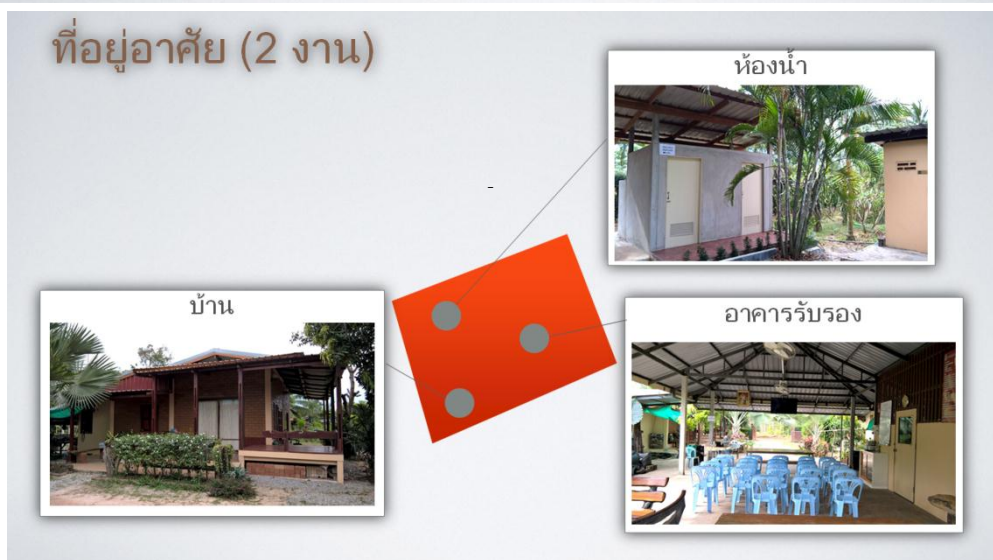 ที่อยู่อาศัย (2 งาน)
ห้องน้ำ
บ้าน
อาคารรับรอง